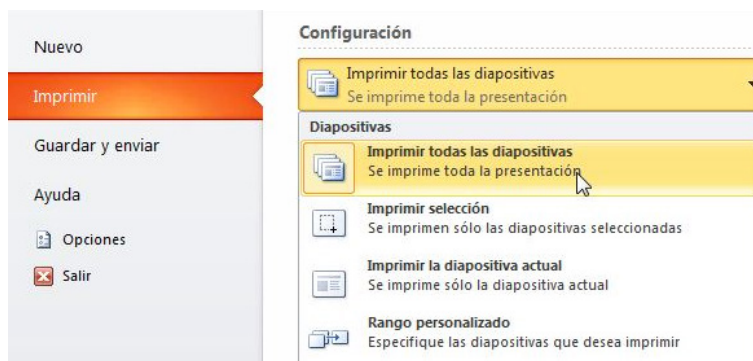 Nuevo
Imprimir
Guardar y enviar
Ayuda
Opciones
Salir
Configuración
Imprimir todas las diapositivas
Se imprime toda la presentación
Diapositivas
Imprimir todas las diapositivas
Se imprime toda la presentación
Imprimir selección
Se imprimen sólo las diapositivas seleccionadas
Imprimir la diapositiva actual
Se imprime sólo la diapositiva actual
Rango personalizado
Especifique las diapositivas que desea imprimir